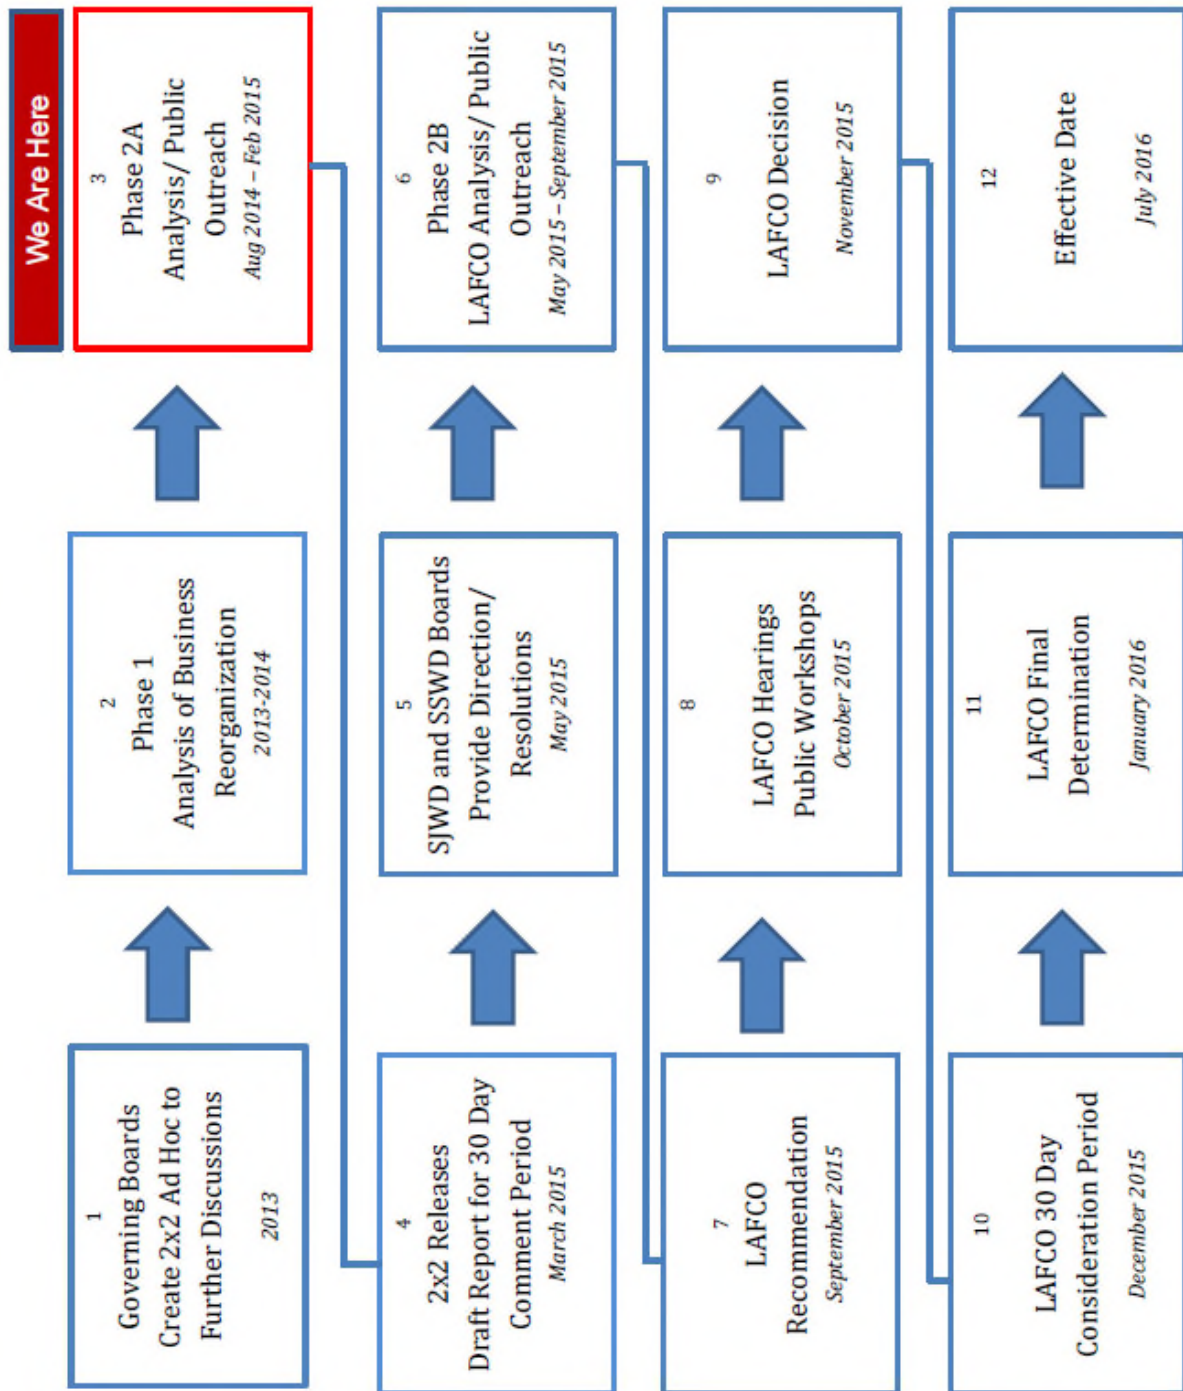 We Are Here
1
Governing Boards
Create 2x2 Ad Hoc to
Further Discussions
2013
2
Phase 1
Analysis of Business
Reorganization
2013-2014
3
Phase 2A
Analysis/ Public
Outreach
Aug 2014 – Feb 2015
4
2x2 Releases
Draft Report for 30 Day
Comment Period
March 2015
5
SJWD and SSWD Boards
Provide Direction/
Resolutions
May 2015
6
Phase 2B
LAFCO Analysis/ Public
Outreach
May 2015 – September 2015
7
LAFCO
Recommendation
September 2015
8
LAFCO Hearings
Public Workshops
October 2015
9
LAFCO Decision
November 2015
10
LAFCO 30 Day
Consideration Period
December 2015
11
LAFCO Final
Determination
January 2016
12
Effective Date
July 2016